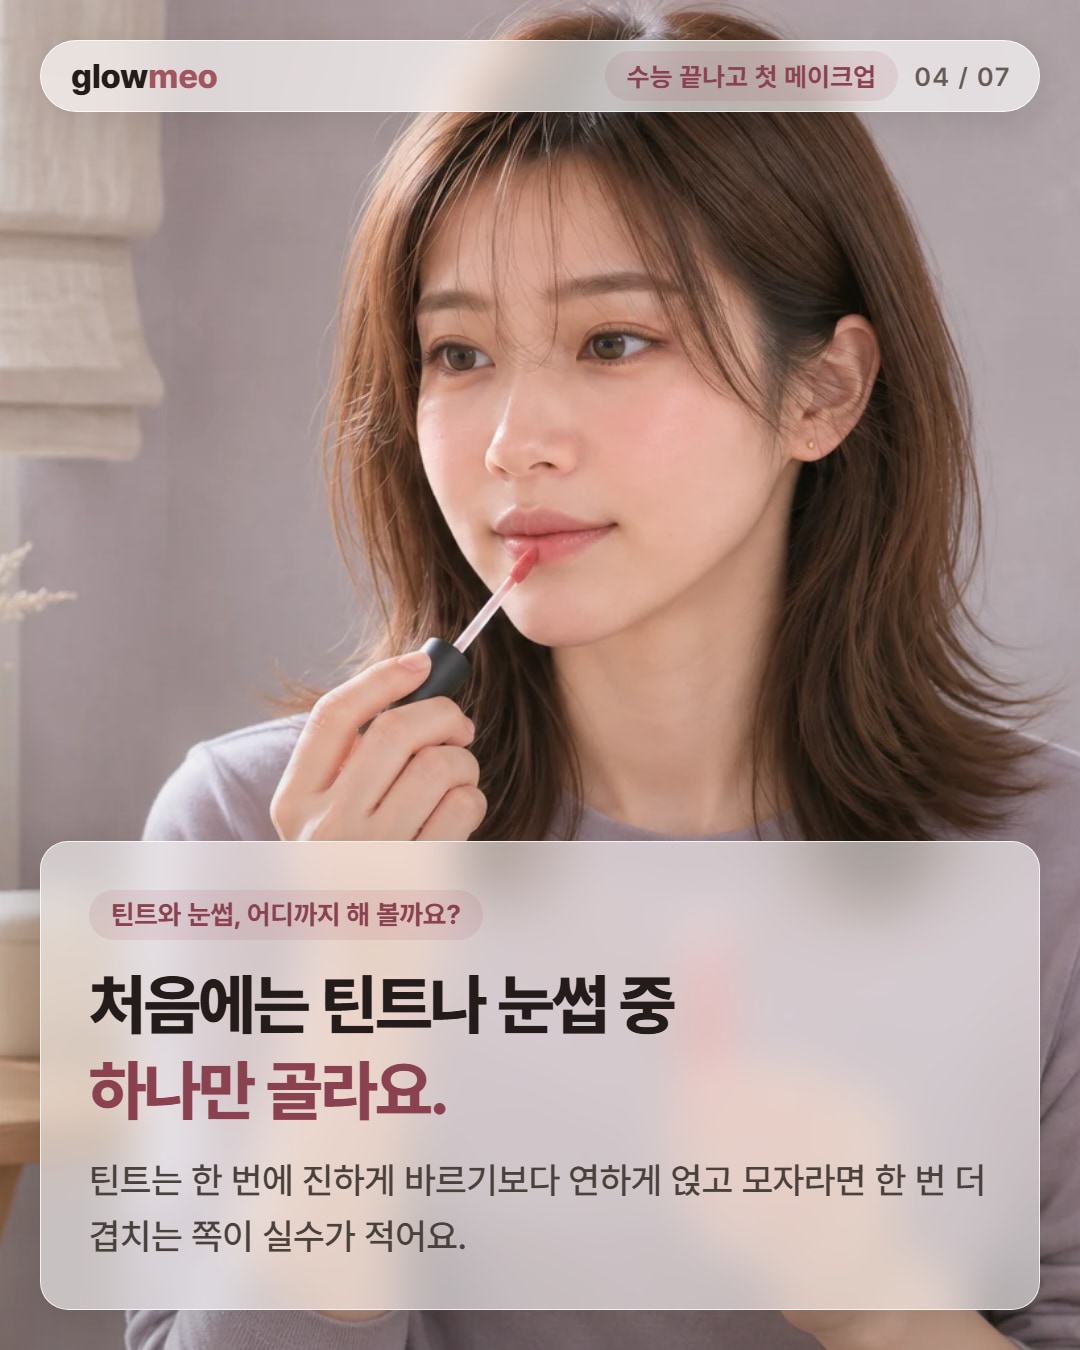 glowmeo
수능 끝나고 첫 메이크업
04 / 07
틴트와 눈썹, 어디까지 해 볼까요?
처음에는 틴트나 눈썹 중
하나만 골라요.
틴트는 한 번에 진하게 바르기보다 연하게 얹고 모자라면 한 번 더
겹치는 쪽이 실수가 적어요.